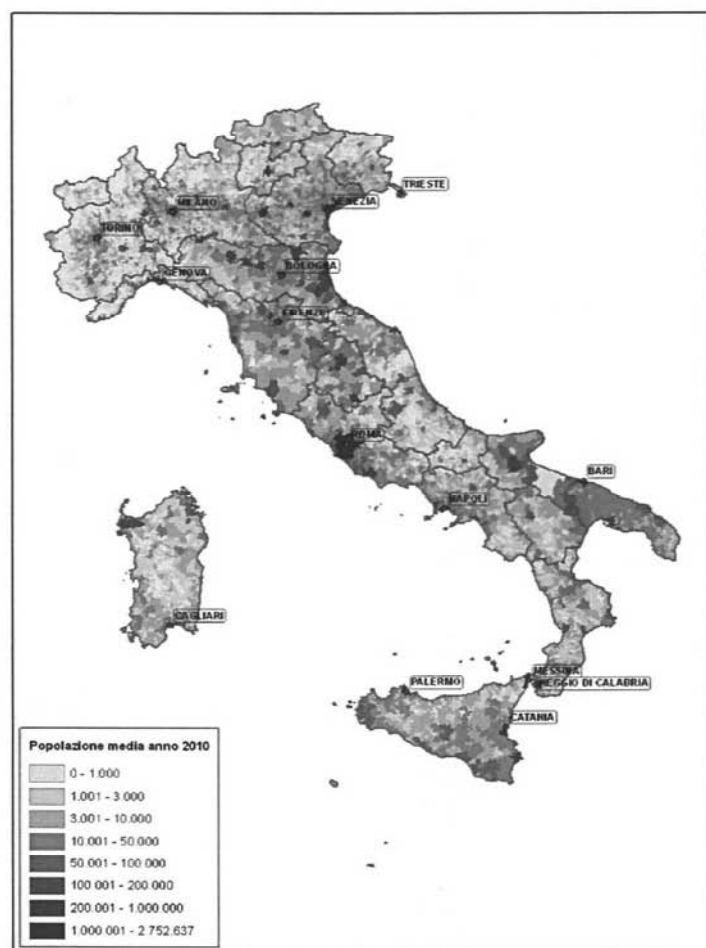 TRIESTE
MILANO
VENEZIA
TORINO
BOLOGNA
GENOVA
FIRENZE
ROMA
BARI
NAPOLI
CAGLIARI
MESSINA
PALERMO
REGGIO DI CALABRIA
CATANIA
Popolazione media anno 2010
0 - 1.000
1.001 - 3.000
3.001 - 10.000
10.001 - 50.000
50.001 - 100.000
100.001 - 200.000
200.001 - 1.000.000
1.000.001 - 2.752.637